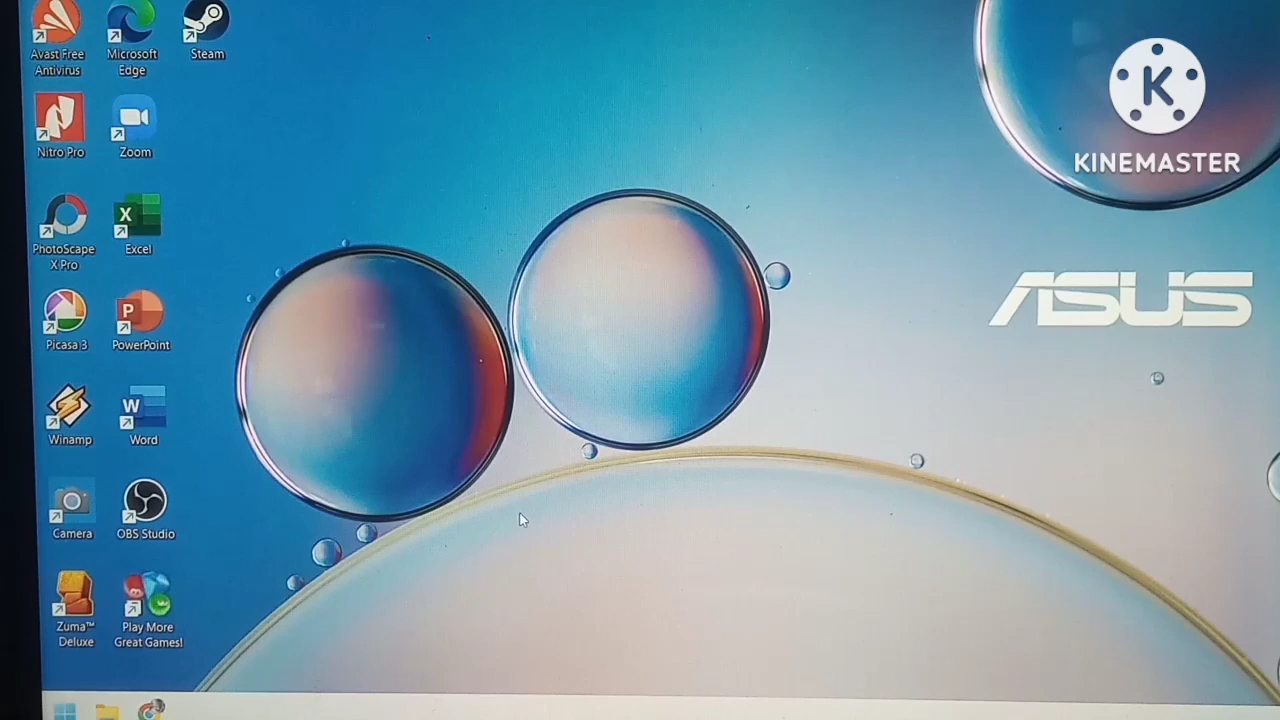 Avast Free
Antivirus
Microsoft
Edge
Steam
Nitro Pro
Zoom
PhotoScape
X Pro
Excel
Picasa 3
PowerPoint
Winamp
Word
Camera
OBS Studio
Zuma™
Deluxe
Play More
Great Games!
K
KINEMASTER
ASUS